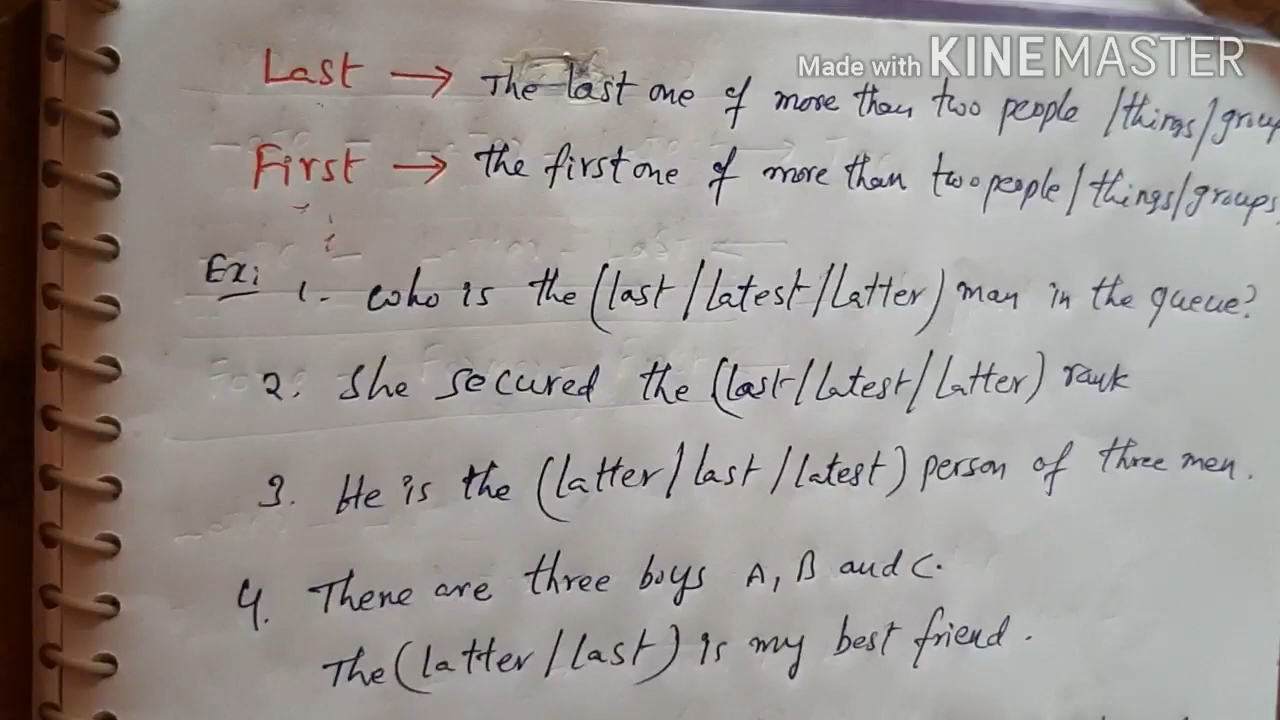 Made with KINEMASTER
Last → The last one of more than two people /things/group
First → the first one of more than two people/things/groups.
Ex: 1. who is the (last/latest/latter) man in the queue?
2. She secured the (last/latest/latter) rank
3. He is the (latter/last/latest) person of three men.
4. There are three boys A, B and C.
The (latter/last) is my best friend.